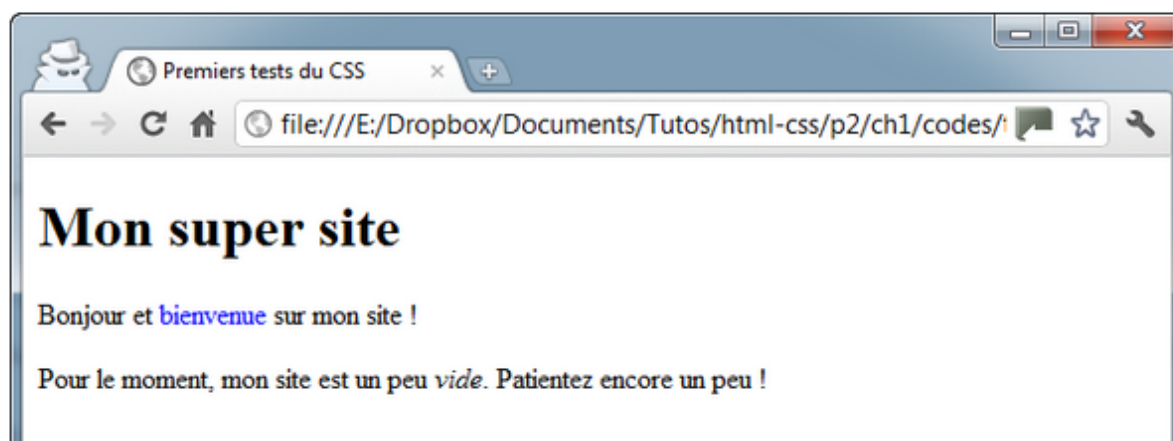 Premiers tests du CSS
file:///E:/Dropbox/Documents/Tutos/html-css/p2/ch1/codes/
Mon super site
Bonjour et bienvenue sur mon site !
Pour le moment, mon site est un peu vide. Patientez encore un peu !